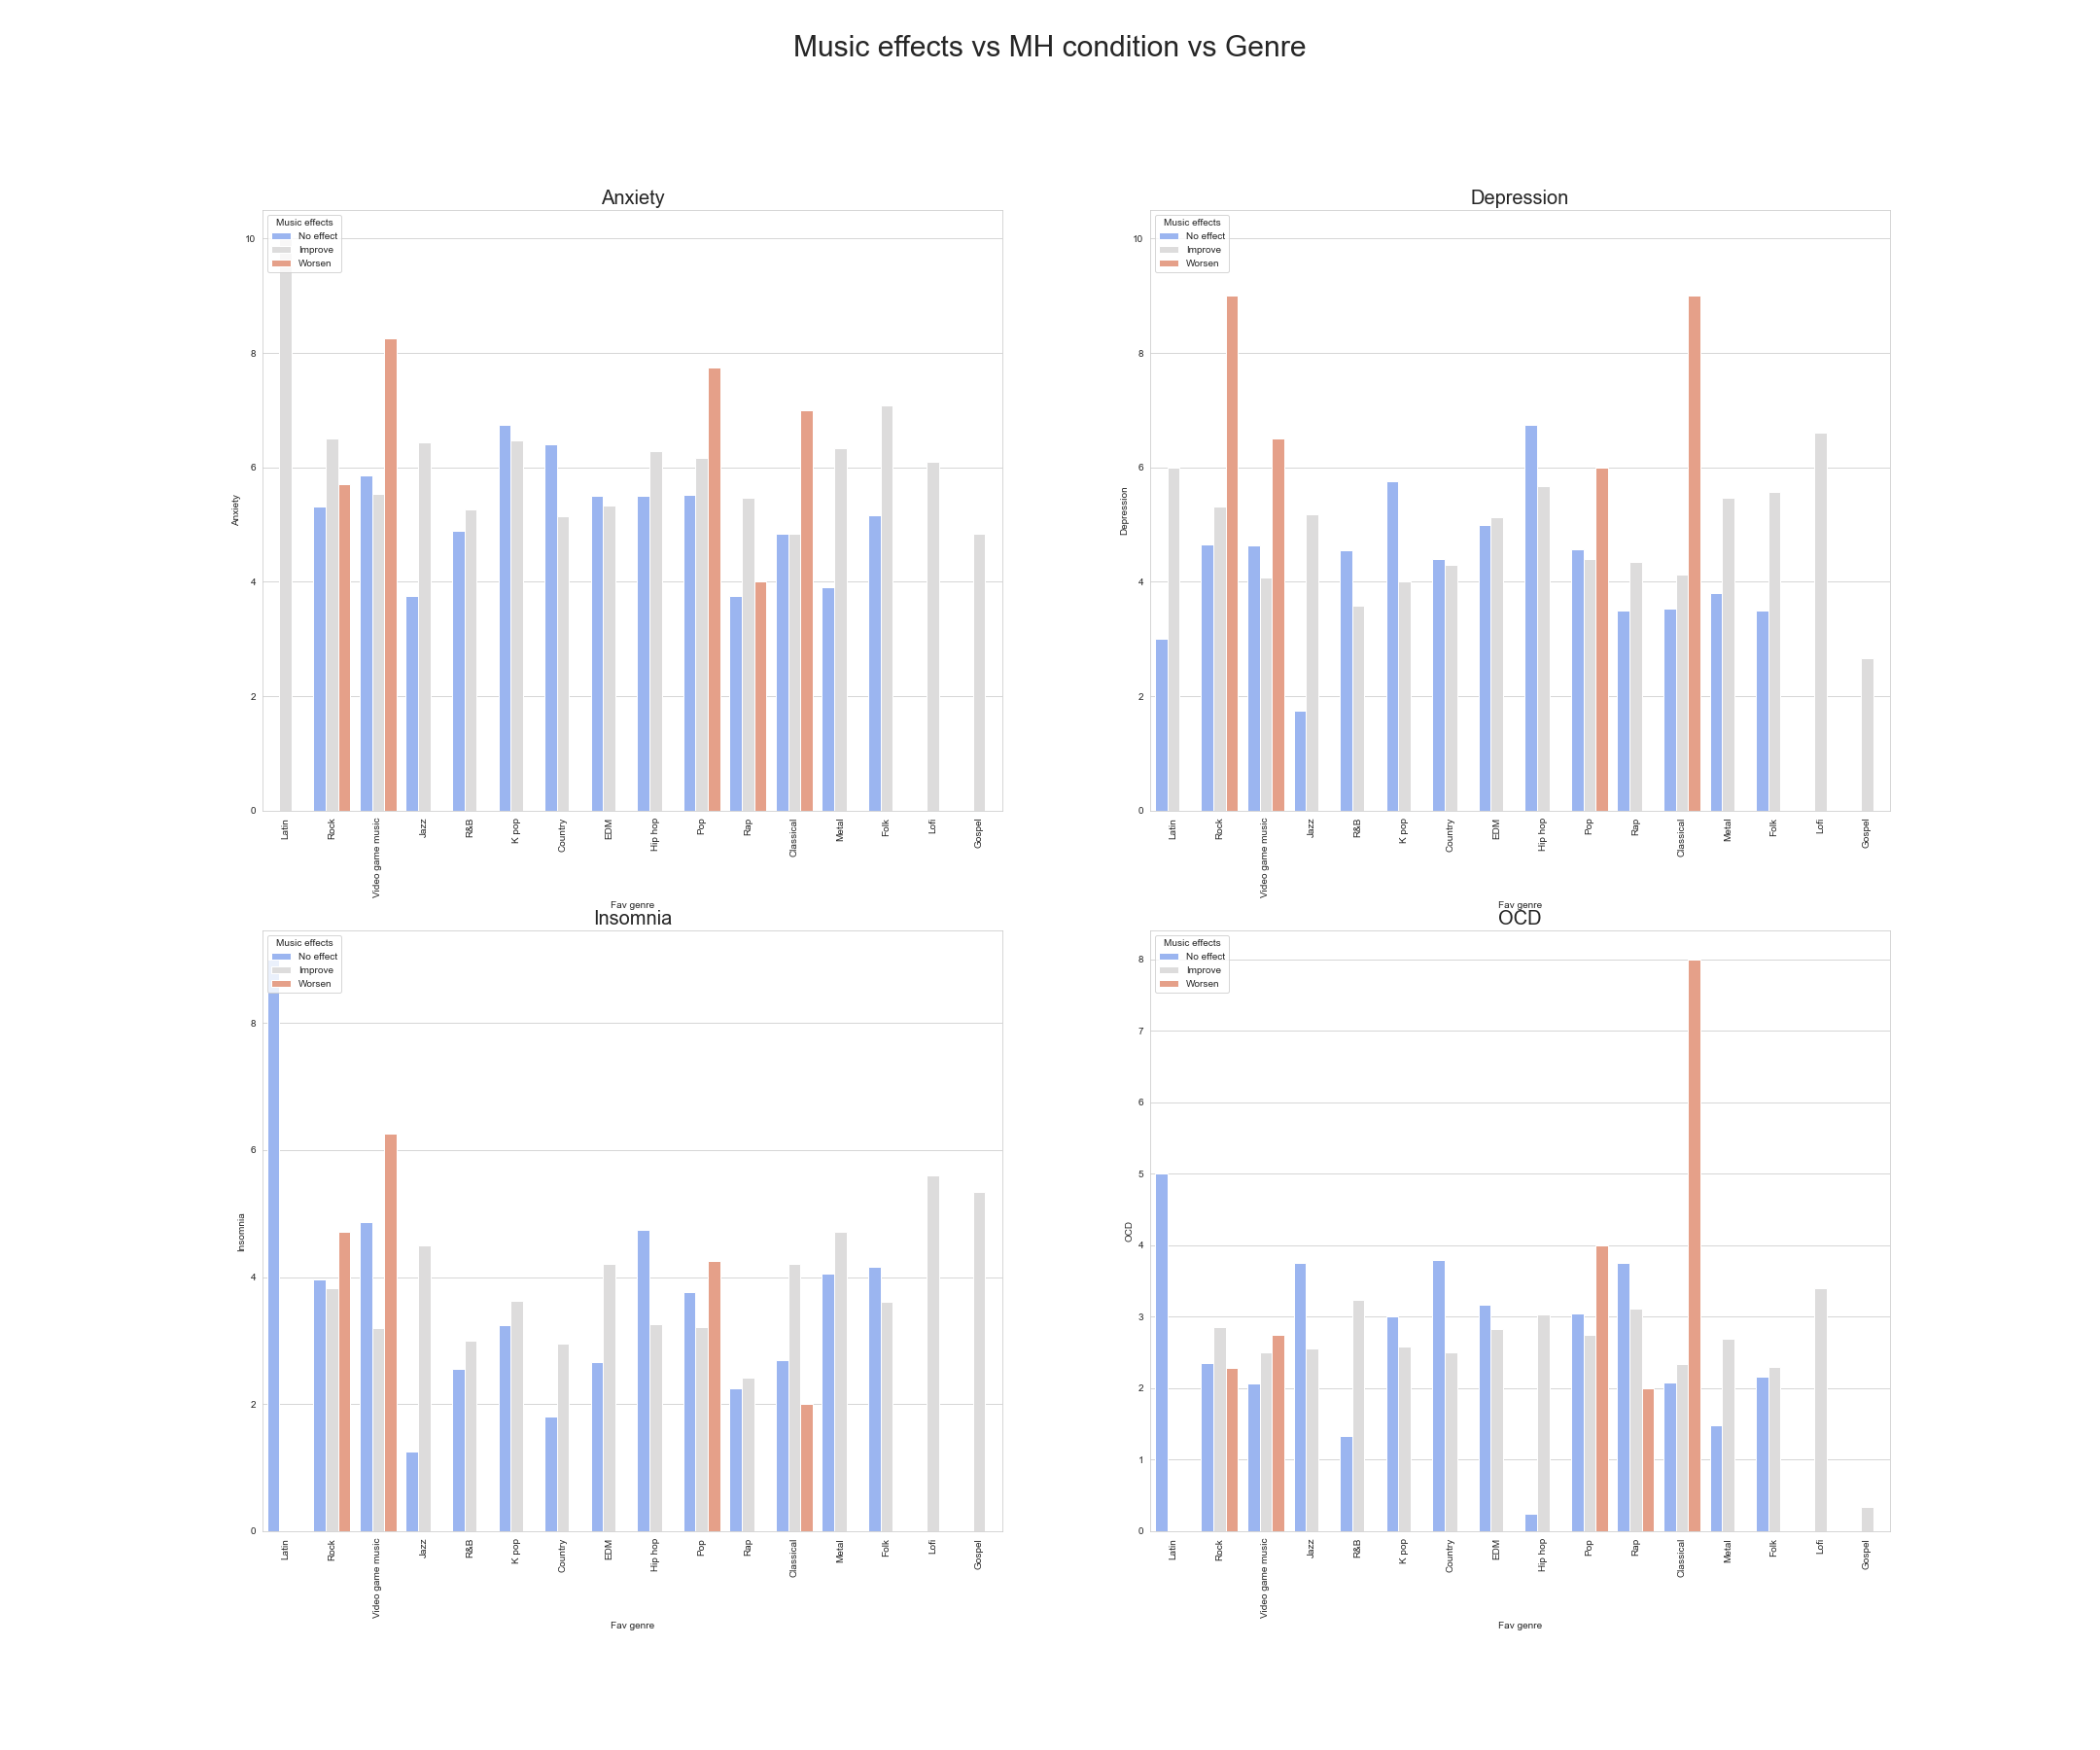 Music effects vs MH condition vs Genre
Anxiety
Music effects
No effect
Improve
Worsen
10
8
6
4
2
0
Anxiety
Latin
Rock
Video game music
Jazz
R&B
K pop
Country
EDM
Hip hop
Pop
Rap
Classical
Metal
Folk
Lofi
Gospel
Fav genre
Depression
Music effects
No effect
Improve
Worsen
10
8
6
4
2
0
Depression
Latin
Rock
Video game music
Jazz
R&B
K pop
Country
EDM
Hip hop
Pop
Rap
Classical
Metal
Folk
Lofi
Gospel
Fav genre
Insomnia
Music effects
No effect
Improve
Worsen
8
6
4
2
0
Insomnia
Latin
Rock
Video game music
Jazz
R&B
K pop
Country
EDM
Hip hop
Pop
Rap
Classical
Metal
Folk
Lofi
Gospel
Fav genre
OCD
Music effects
No effect
Improve
Worsen
8
7
6
5
4
3
2
1
0
OCD
Latin
Rock
Video game music
Jazz
R&B
K pop
Country
EDM
Hip hop
Pop
Rap
Classical
Metal
Folk
Lofi
Gospel
Fav genre